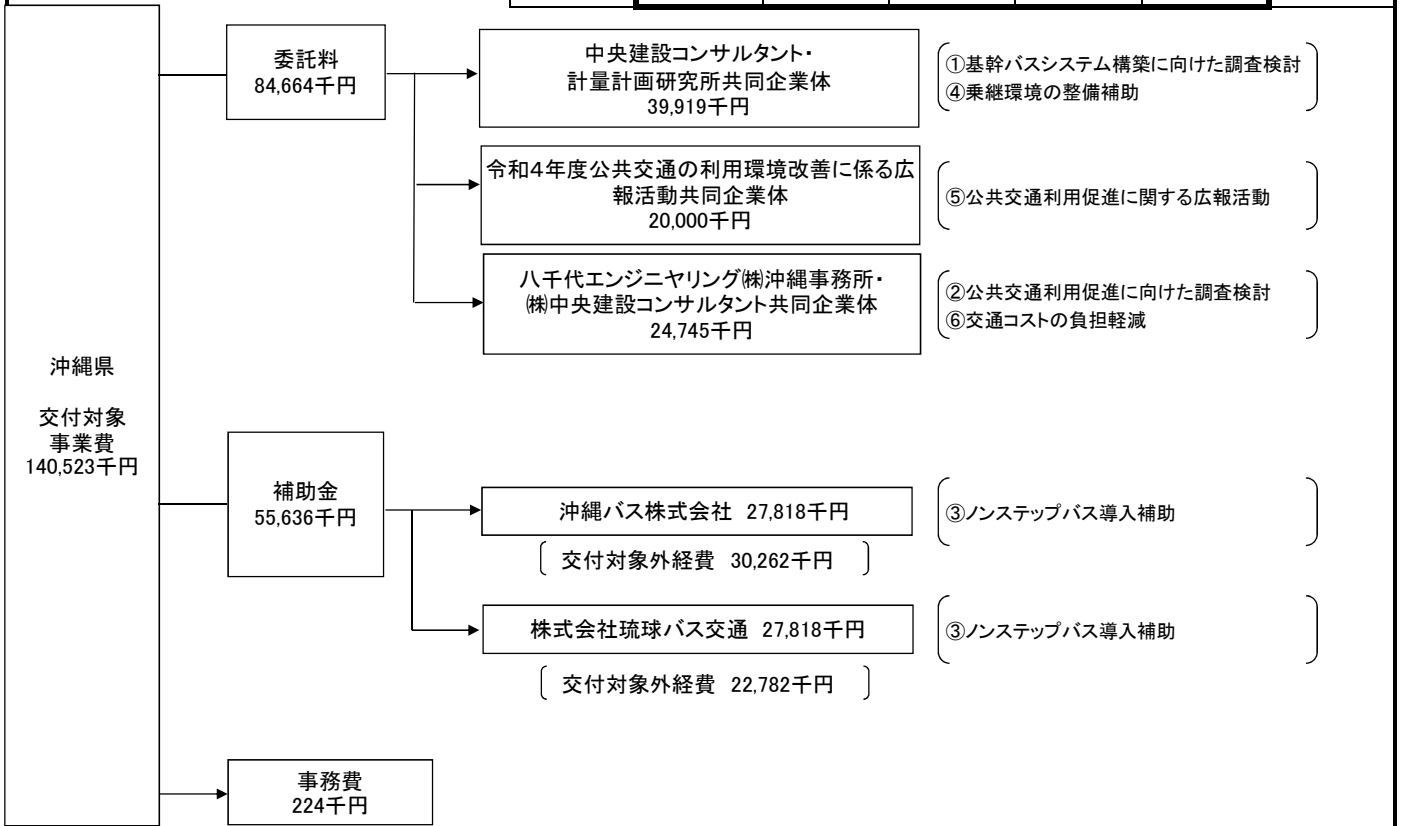 沖縄県
交付対象
事業費
140,523千円
委託料
84,664千円
中央建設コンサルタント・
計量計画研究所共同企業体
39,919千円
①基幹バスシステム構築に向けた調査検討
④乗継環境の整備補助
令和4年度公共交通の利用環境改善に係る広
報活動共同企業体
20,000千円
⑤公共交通利用促進に関する広報活動
八千代エンジニヤリング㈱沖縄事務所・
㈱中央建設コンサルタント共同企業体
24,745千円
②公共交通利用促進に向けた調査検討
⑥交通コストの負担軽減
補助金
55,636千円
沖縄バス株式会社 27,818千円
③ノンステップバス導入補助
交付対象外経費 30,262千円
株式会社琉球バス交通 27,818千円
③ノンステップバス導入補助
交付対象外経費 22,782千円
事務費
224千円